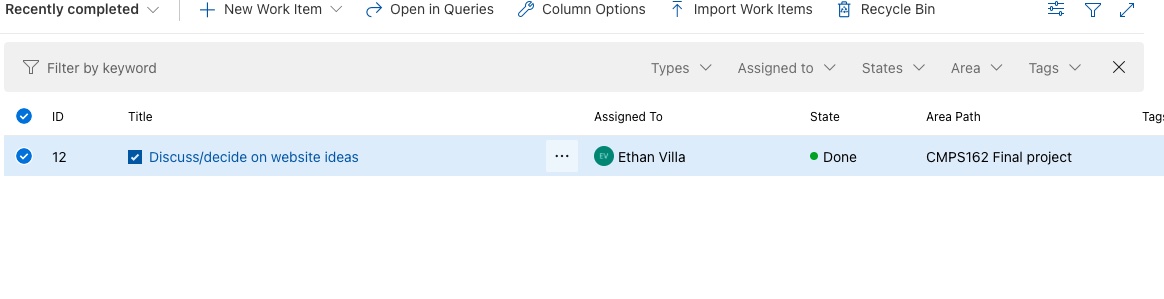 Recently completed New Work Item Open in Queries Column Options Import Work Items Recycle Bin
Filter by keyword Types Assigned to States Area Tags
ID Title Assigned To State Area Path Tags
12 Discuss/decide on website ideas ... EV Ethan Villa Done CMPS162 Final project